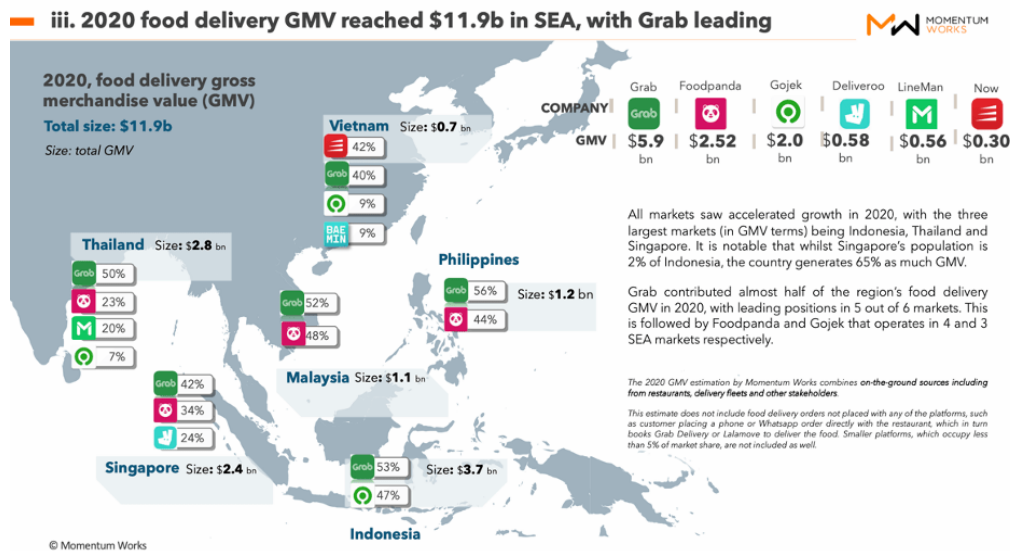 iii. 2020 food delivery GMV reached $11.9b in SEA, with Grab leading
MOMENTUM
WORKS
2020, food delivery gross
merchandise value (GMV)
Total size: $11.9b
Size: total GMV
COMPANY
GMV
Grab
Grab
$5.9
bn
Foodpanda
$2.52
bn
Gojek
$2.0
bn
Deliveroo
$0.58
bn
LineMan
$0.56
bn
Now
$0.30
bn
Vietnam Size: $0.7 bn
42%
Grab 40%
9%
BAE
MIN 9%
Thailand Size: $2.8 bn
Grab 50%
23%
20%
7%
Philippines
Grab 56%
44%
Size: $1.2 bn
Grab 52%
48%
Malaysia Size: $1.1 bn
Grab 42%
34%
24%
Singapore Size: $2.4 bn
Grab 53%
47%
Size: $3.7 bn
Indonesia
All markets saw accelerated growth in 2020, with the three
largest markets (in GMV terms) being Indonesia, Thailand and
Singapore. It is notable that whilst Singapore's population is
2% of Indonesia, the country generates 65% as much GMV.
Grab contributed almost half of the region's food delivery
GMV in 2020, with leading positions in 5 out of 6 markets. This
is followed by Foodpanda and Gojek that operates in 4 and 3
SEA markets respectively.
The 2020 GMV estimation by Momentum Works combines on-the-ground sources including
from restaurants, delivery fleets and other stakeholders.
This estimate does not include food delivery orders not placed with any of the platforms, such
as customer placing a phone or Whatsapp order directly with the restaurant, which in turn
books Grab Delivery or Lalamove to deliver the food. Smaller platforms, which occupy less
than 5% of market share, are not included as well.
© Momentum Works